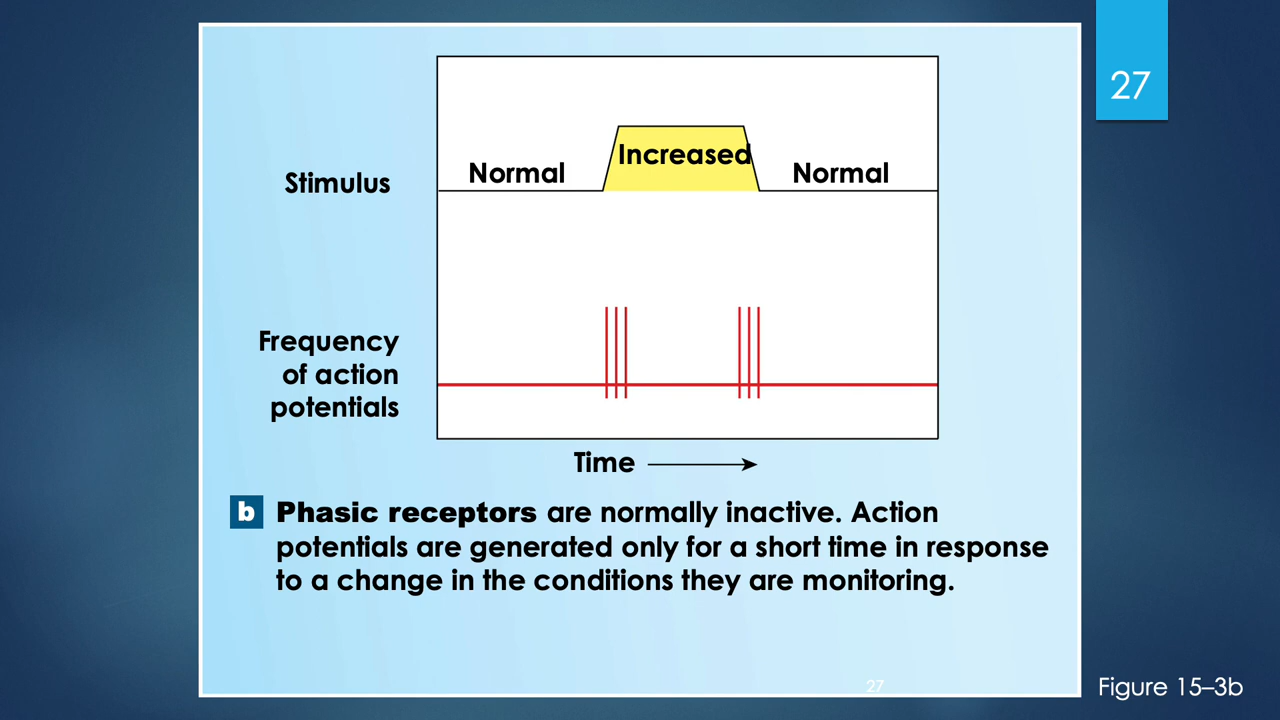 27
Increased
Normal
Normal
Stimulus
Frequency
of action
potentials
Time
b Phasic receptors are normally inactive. Action
potentials are generated only for a short time in response
to a change in the conditions they are monitoring.
27
Figure 15–3b